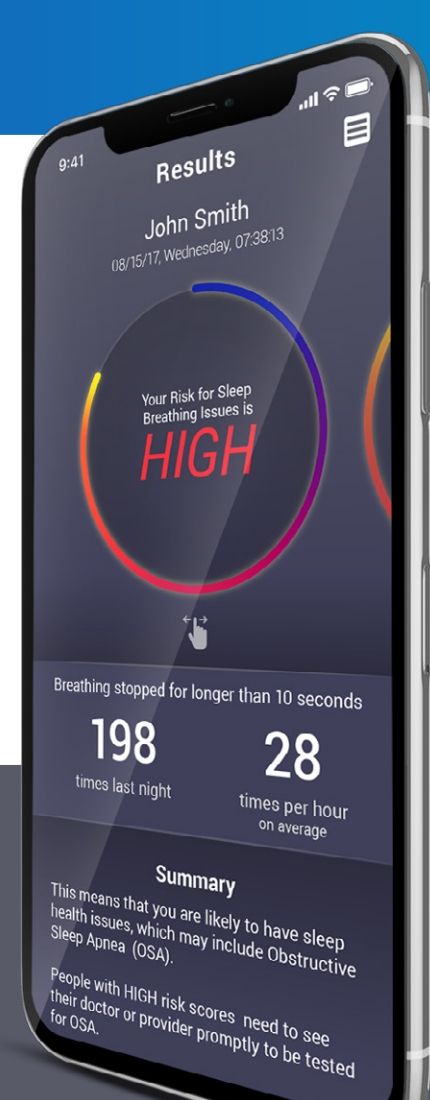 9:41
Results
John Smith
08/15/17, Wednesday, 07:38:13
Your Risk for Sleep
Breathing Issues is
HIGH
Breathing stopped for longer than 10 seconds
198
times last night
28
times per hour
on average
Summary
This means that you are likely to have sleep
health issues, which may include Obstructive
Sleep Apnea (OSA).
People with HIGH risk scores need to see
their doctor or provider promptly to be tested
for OSA.